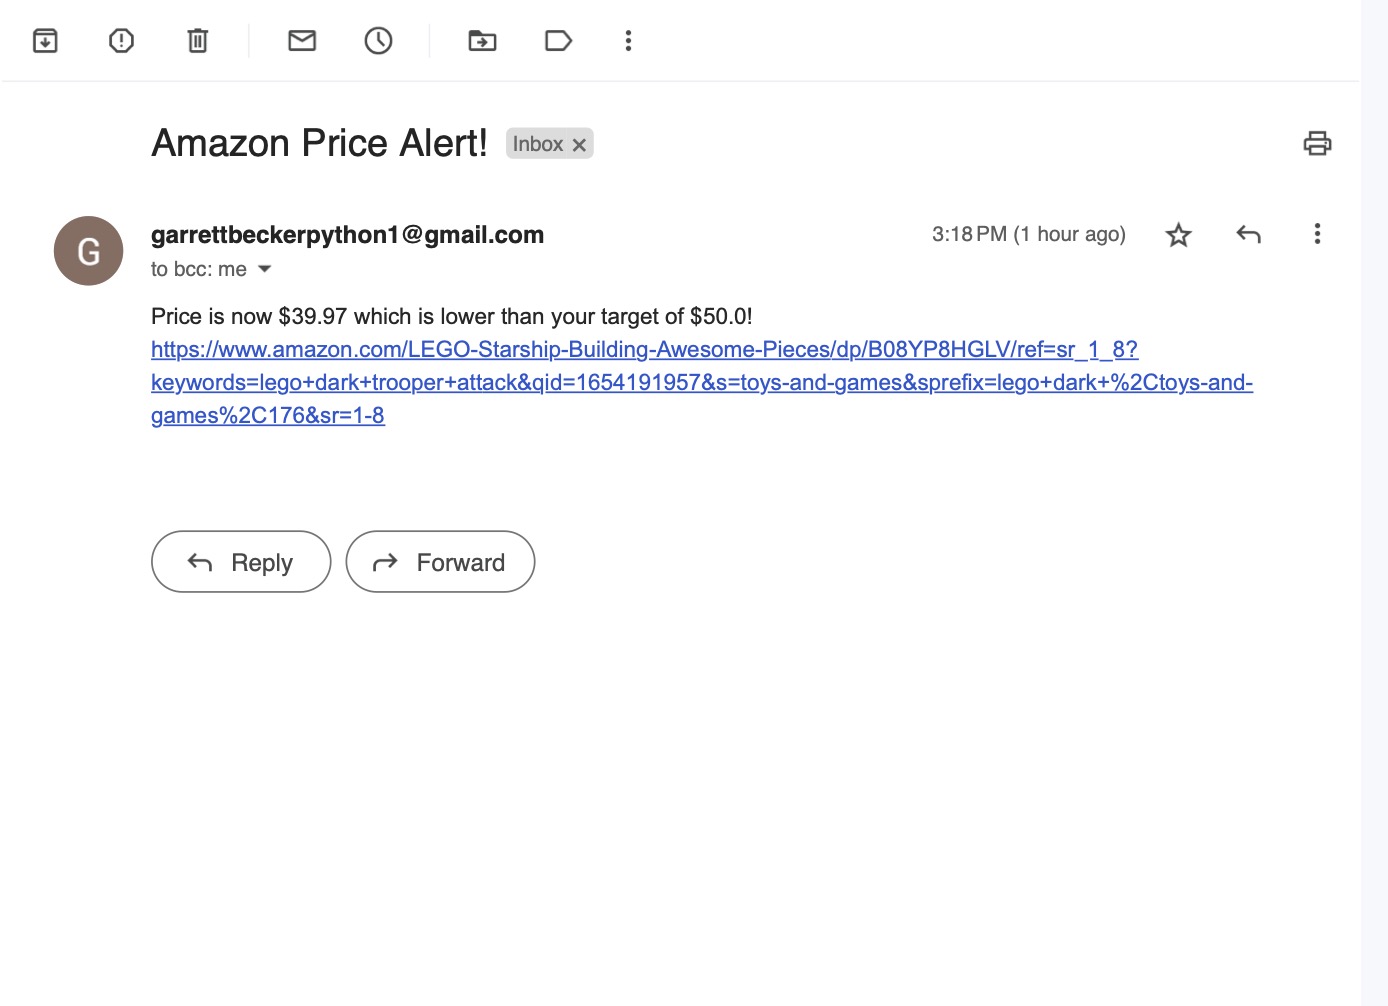 Amazon Price Alert! Inbox ×
G
garrettbeckerpython1@gmail.com 3:18 PM (1 hour ago)
to bcc: me
Price is now $39.97 which is lower than your target of $50.0!
https://www.amazon.com/LEGO-Starship-Building-Awesome-Pieces/dp/B08YP8HGLV/ref=sr_1_8?
keywords=lego+dark+trooper+attack&qid=1654191957&s=toys-and-games&sprefix=lego+dark+%2Ctoys-and-
games%2C176&sr=1-8
Reply Forward